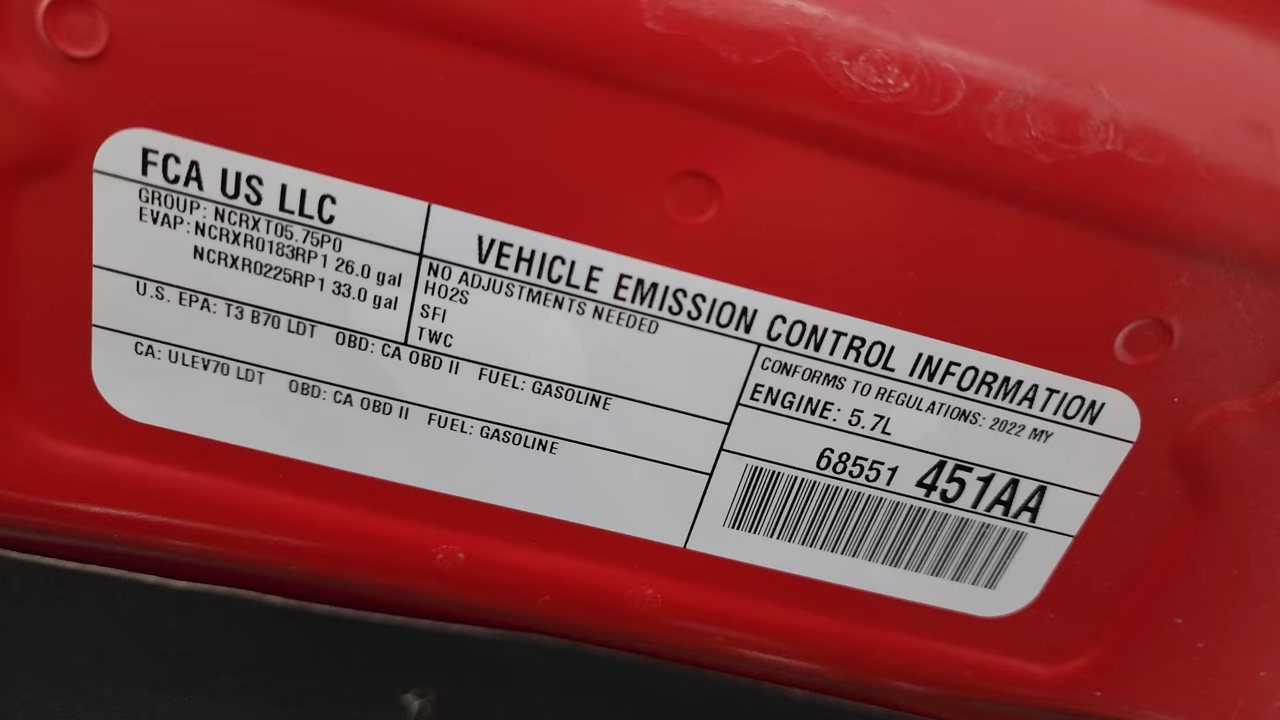 FCA US LLC
GROUP: NCRXT05.75P0
EVAP: NCRXR0183RP1 26.0 gal
NCRXR0225RP1 33.0 gal
VEHICLE EMISSION CONTROL INFORMATION
NO ADJUSTMENTS NEEDED
HO2S
SFI
TWC
CONFORMS TO REGULATIONS: 2022 MY
ENGINE: 5.7L
U.S. EPA: T3 B70 LDT OBD: CA OBD II FUEL: GASOLINE
CA: ULEV70 LDT OBD: CA OBD II FUEL: GASOLINE
68551 451AA